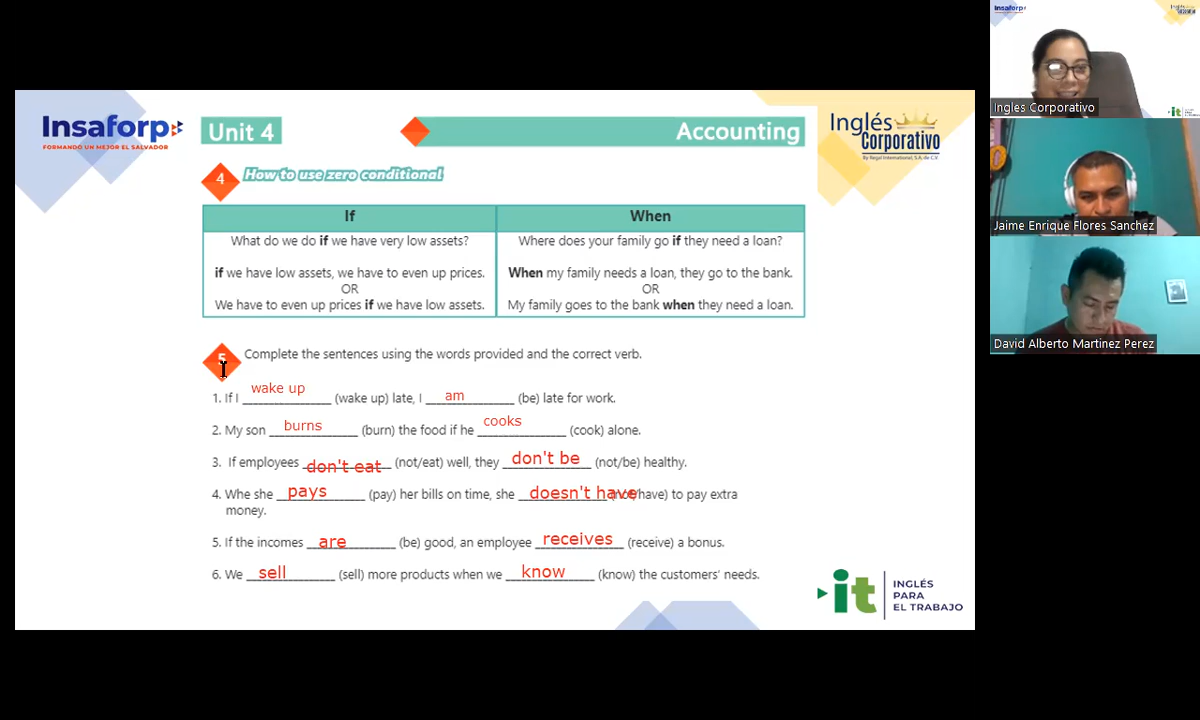 Insaforp
FORMANDO UN MEJOR EL SALVADOR
Unit 4
Accounting
Inglés
Corporativo
By Regal International, S.A. de C.V.
4 How to use zero conditional
If When
What do we do if we have very low assets?
if we have low assets, we have to even up prices.
OR
We have to even up prices if we have low assets.
Where does your family go if they need a loan?
When my family needs a loan, they go to the bank.
OR
My family goes to the bank when they need a loan.
5 Complete the sentences using the words provided and the correct verb.
1. If I wake up (wake up) late, I am (be) late for work.
2. My son burns (burn) the food if he cooks (cook) alone.
3. If employees don't eat (not/eat) well, they don't be (not/be) healthy.
4. Whe she pays (pay) her bills on time, she doesn't have (not/have) to pay extra
money.
5. If the incomes are (be) good, an employee receives (receive) a bonus.
6. We sell (sell) more products when we know (know) the customers' needs.
it
INGLÉS
PARA
EL TRABAJO
Insaforp
Ingles Corporativo
it
Jaime Enrique Flores Sanchez
David Alberto Martinez Perez